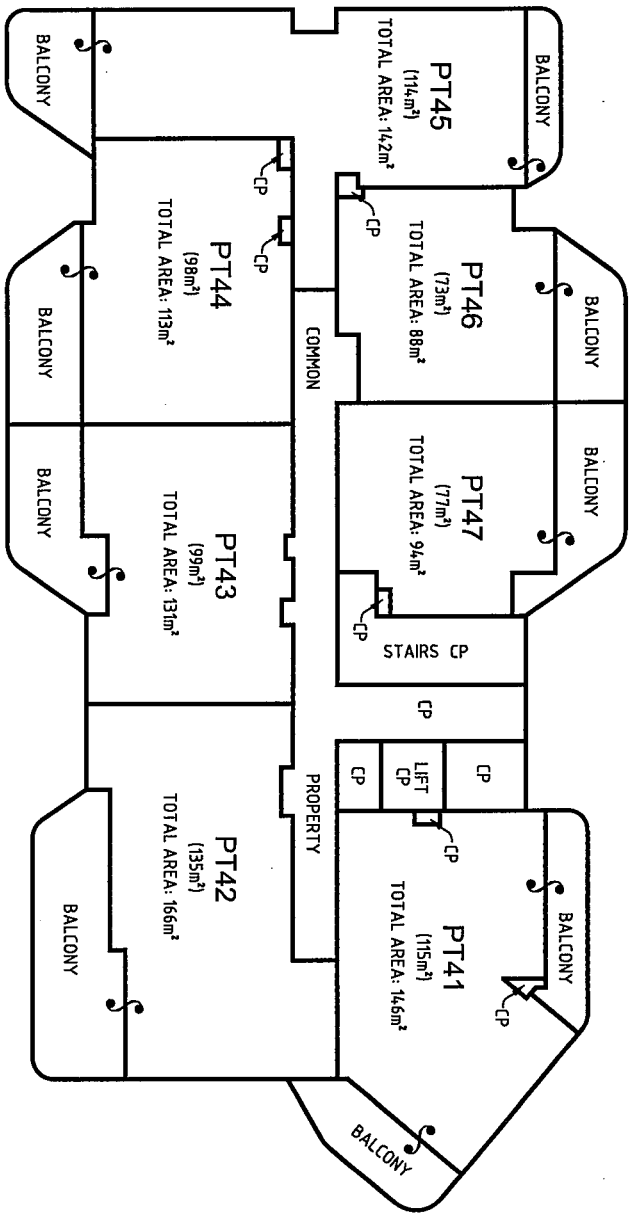 BALCONY
PT45
(114m²)
TOTAL AREA: 142m²
BALCONY
CP
CP
CP
PT46
(73m²)
TOTAL AREA: 88m²
BALCONY
PT44
(98m²)
TOTAL AREA: 113m²
BALCONY
COMMON
PT47
(77m²)
TOTAL AREA: 94m²
BALCONY
CP
STAIRS CP
PT43
(99m²)
TOTAL AREA: 131m²
BALCONY
CP
CP
LIFT
CP
CP
PROPERTY
PT42
(135m²)
TOTAL AREA: 166m²
BALCONY
CP
PT41
(115m²)
TOTAL AREA: 146m²
BALCONY
CP
BALCONY